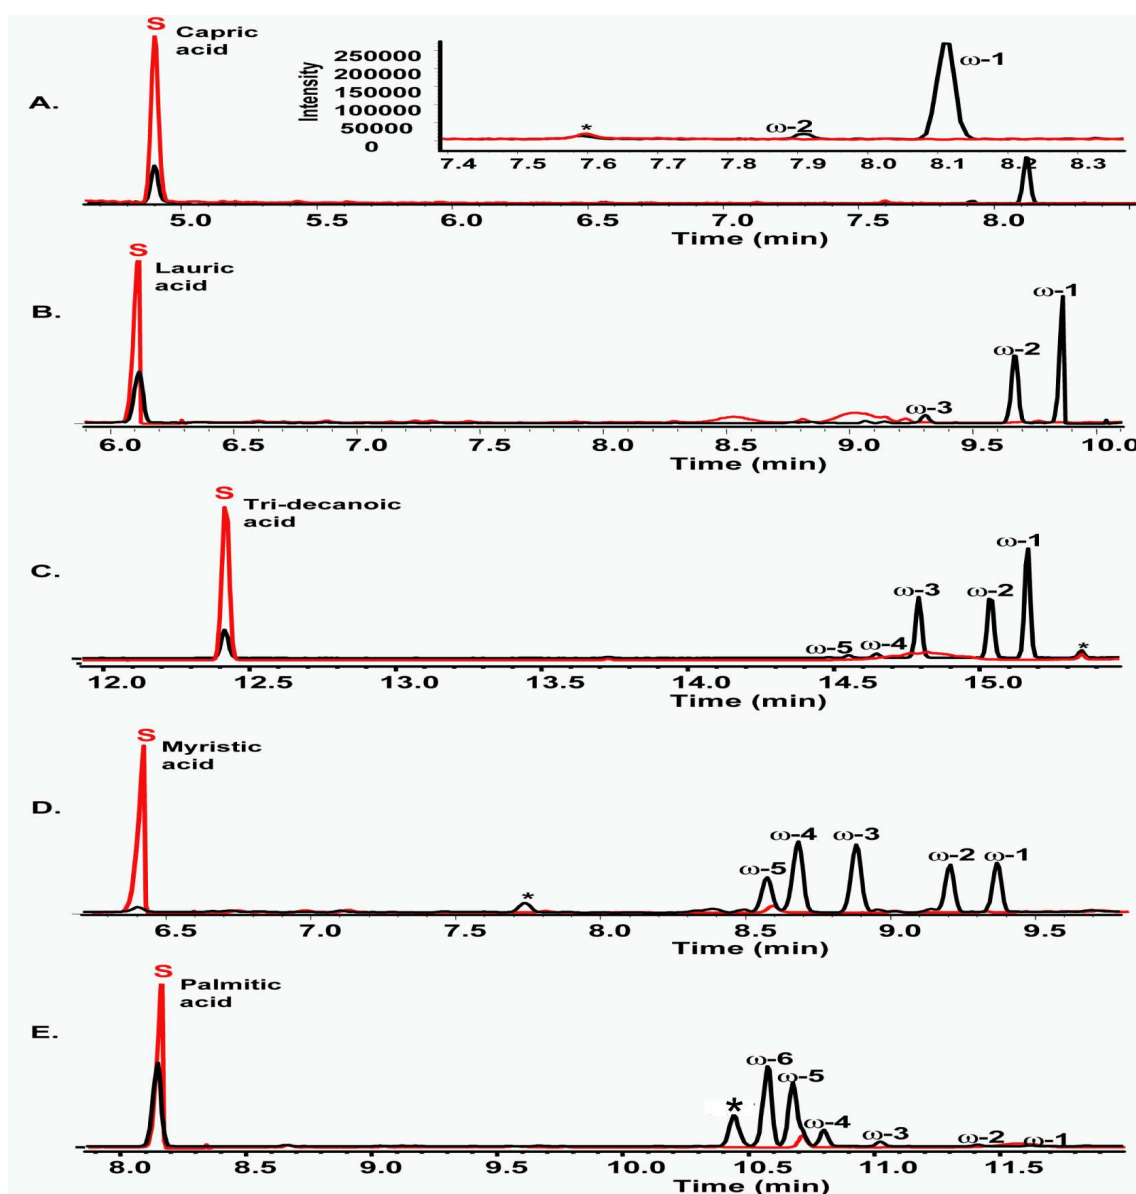 S Capric
acid
A.
Intensity
250000
200000
150000
100000
50000
0
* ω-2 ω-1
7.4 7.5 7.6 7.7 7.8 7.9 8.0 8.1 8.2 8.3
5.0 5.5 6.0 6.5 7.0 7.5 8.0
Time (min)
S Lauric
acid
B.
ω-3 ω-2 ω-1
6.0 6.5 7.0 7.5 8.0 8.5 9.0 9.5 10.0
Time (min)
S Tri-decanoic
acid
C.
ω-5 ω-4 ω-3 ω-2 ω-1 *
12.0 12.5 13.0 13.5 14.0 14.5 15.0
Time (min)
S Myristic
acid
D.
* ω-5 ω-4 ω-3 ω-2 ω-1
6.5 7.0 7.5 8.0 8.5 9.0 9.5
Time (min)
S Palmitic
acid
E.
* ω-6 ω-5 ω-4 ω-3 ω-2 ω-1
8.0 8.5 9.0 9.5 10.0 10.5 11.0 11.5
Time (min)